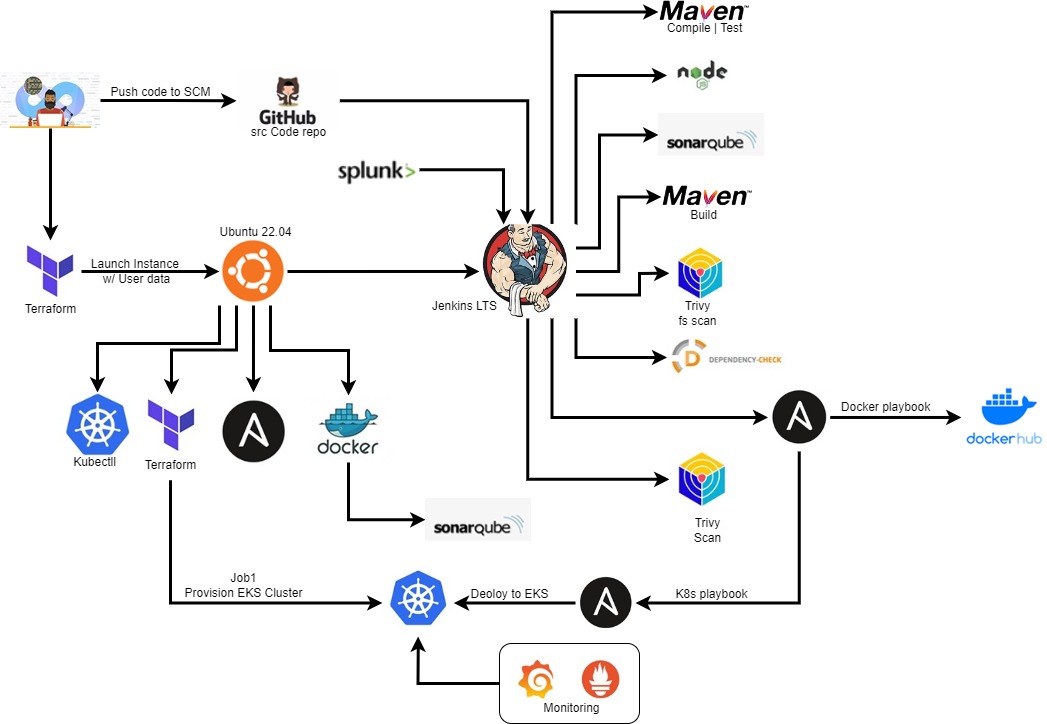 Maven™
Compile | Test
node
JS
Push code to SCM
GitHub
src Code repo
sonarqube
splunk>
Maven™
Build
Ubuntu 22.04
Launch Instance
w/ User data
Terraform
Jenkins LTS
Trivy
fs scan
D
DEPENDENCY-CHECK
Docker playbook
docker hub
Kubectll
Terraform
docker
sonarqube
Trivy
Scan
Job1
Provision EKS Cluster
Deploy to EKS
K8s playbook
Monitoring